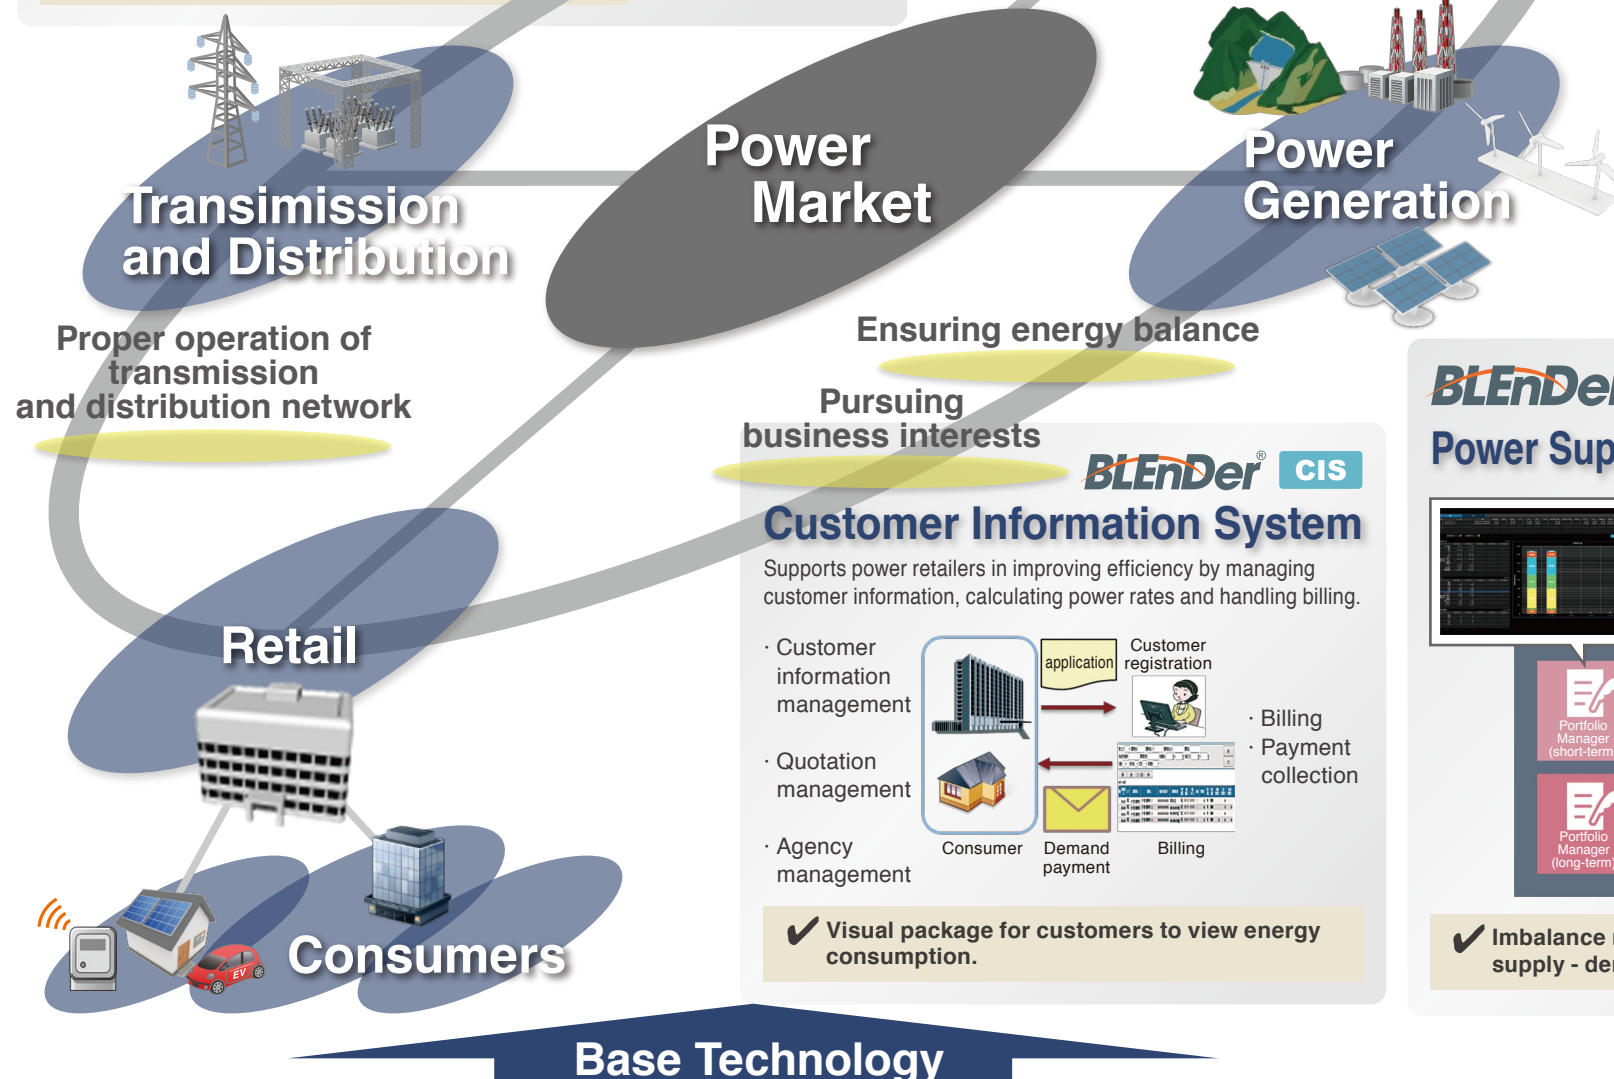 Power
Market
Power
Generation
Transimission
and Distribution
Proper operation of
transmission
and distribution network
Ensuring energy balance
Pursuing
business interests
Retail
Consumers
EV
BLEnDer® CIS
Customer Information System
Supports power retailers in improving efficiency by managing
customer information, calculating power rates and handling billing.
· Customer
information
management
· Quotation
management
· Agency
management
application
Customer
registration
Consumer
Demand
payment
Billing
· Billing
· Payment
collection
✔ Visual package for customers to view energy
consumption.
BLEnDe
Power Sup
Portfolio
Manager
(short-term
Portfolio
Manager
(long-term)
✔ Imbalance
supply - de
Base Technology